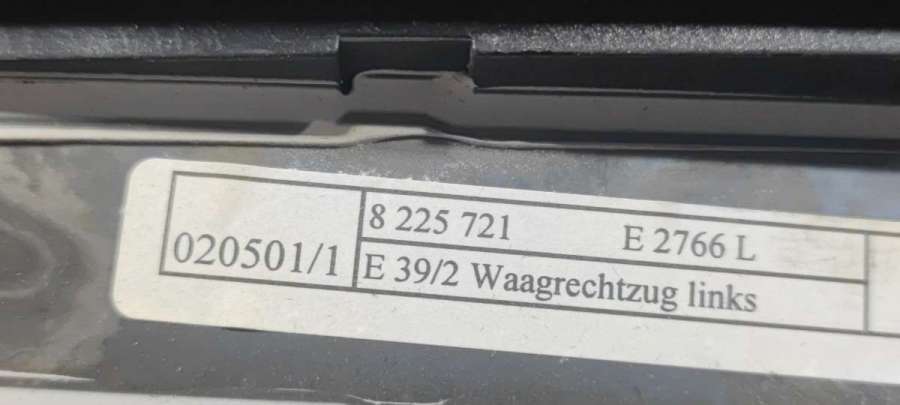 8 225 721 E 2766 L
020501/1
E 39/2 Waagrechtzug links